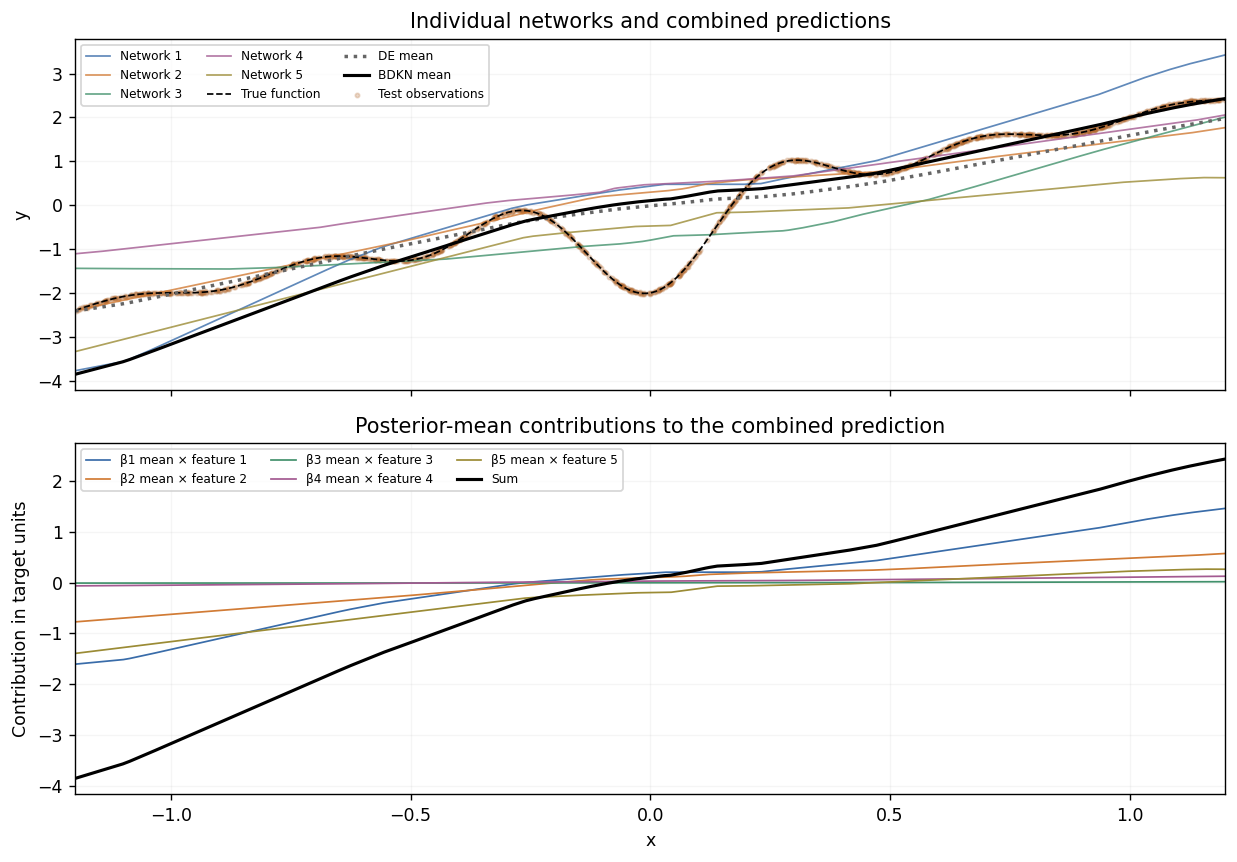 Individual networks and combined predictions
Network 1
Network 2
Network 3
Network 4
Network 5
True function
DE mean
BDKN mean
Test observations
3
2
1
0
−1
−2
−3
−4
y
Posterior-mean contributions to the combined prediction
β1 mean × feature 1
β2 mean × feature 2
β3 mean × feature 3
β4 mean × feature 4
β5 mean × feature 5
Sum
2
1
0
−1
−2
−3
−4
Contribution in target units
−1.0 −0.5 0.0 0.5 1.0
x